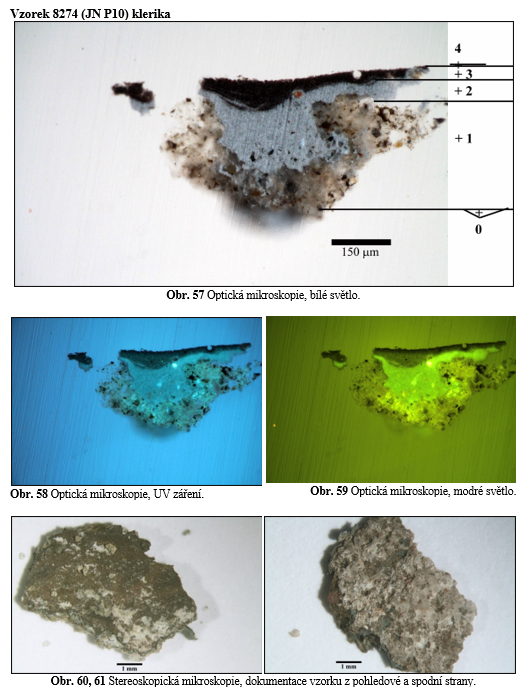 Vzorek 8274 (JN P10) klerika
4
+ 3
+ 2
+ 1
+
0
150 µm
Obr. 57 Optická mikroskopie, bílé světlo.
Obr. 58 Optická mikroskopie, UV záření.
Obr. 59 Optická mikroskopie, modré světlo.
1 mm
1 mm
Obr. 60, 61 Stereoskopická mikroskopie, dokumentace vzorku z pohledové a spodní strany.